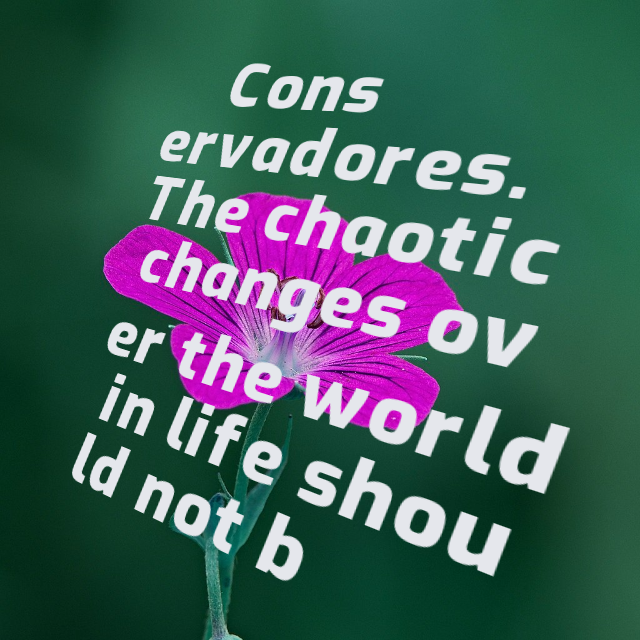 Cons
ervadores.
The chaotic
changes ov
er the world
in life shou
ld not b